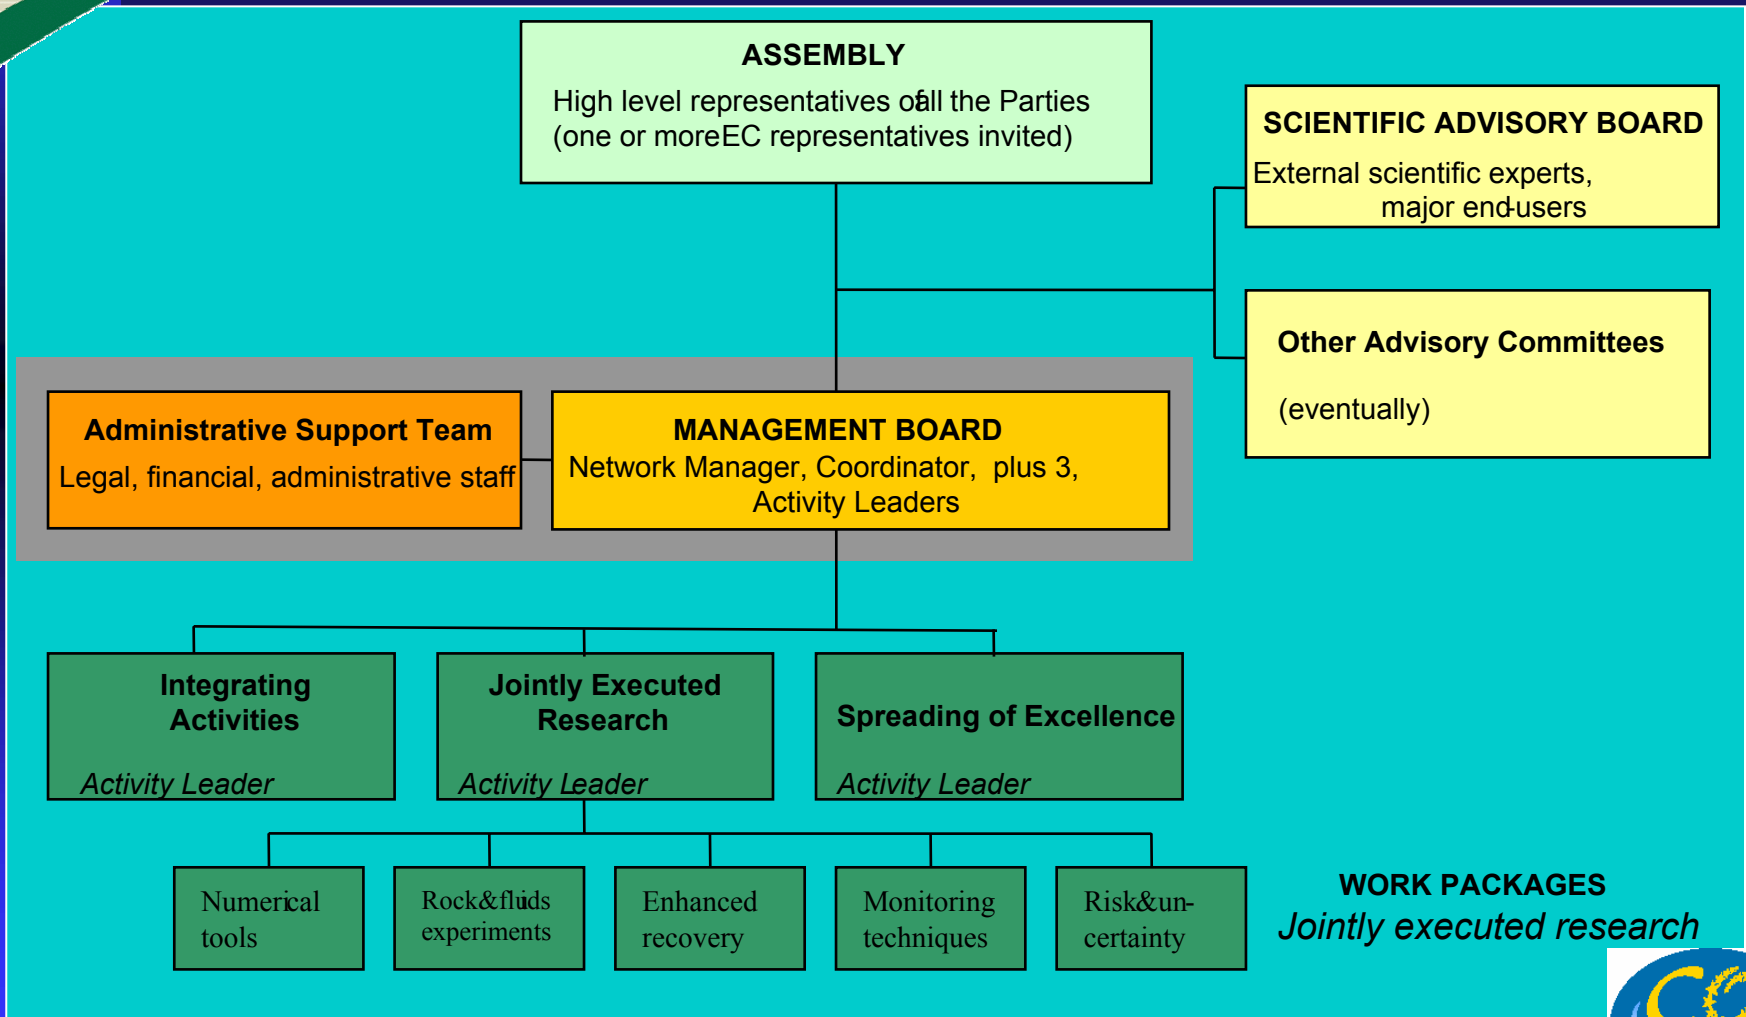 ASSEMBLY
High level representatives of all the Parties
(one or more EC representatives invited)
SCIENTIFIC ADVISORY BOARD
External scientific experts,
major end-users
Other Advisory Committees
(eventually)
Administrative Support Team
Legal, financial, administrative staff
MANAGEMENT BOARD
Network Manager, Coordinator, plus 3,
Activity Leaders
Integrating
Activities
Activity Leader
Jointly Executed
Research
Activity Leader
Spreading of Excellence
Activity Leader
Numerical
tools
Rock&fluids
experiments
Enhanced
recovery
Monitoring
techniques
Risk&un-
certainty
WORK PACKAGES
Jointly executed research